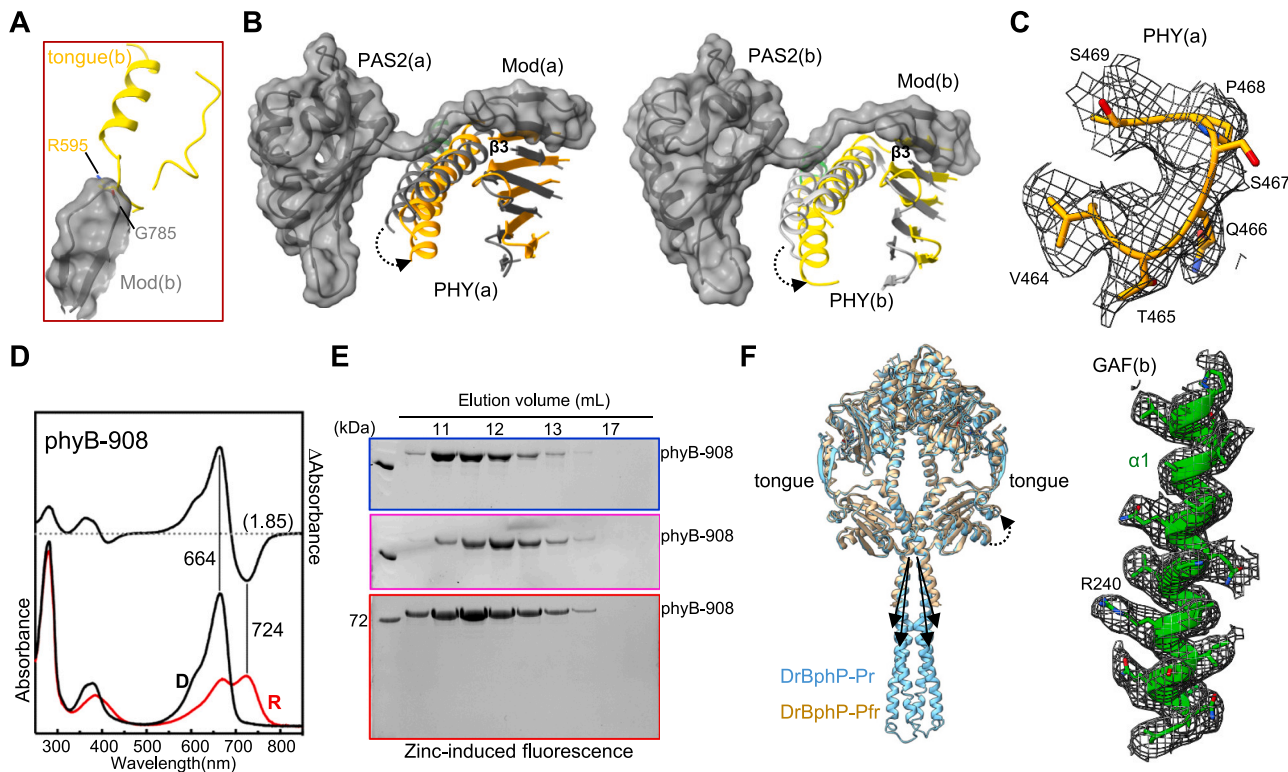 A
tongue(b)
R595
G785
Mod(b)
B
PAS2(a)
Mod(a)
β3
PHY(a)
PAS2(b)
Mod(b)
β3
PHY(b)
C
PHY(a)
S469
P468
S467
Q466
V464
T465
D
phyB-908
(1.85)
664
724
D
R
Absorbance
ΔAbsorbance
300 400 500 600 700 800
Wavelength(nm)
E
Elution volume (mL)
(kDa) 11 12 13 17
phyB-908
phyB-908
72 phyB-908
Zinc-induced fluorescence
F
tongue
tongue
DrBphP-Pr
DrBphP-Pfr
GAF(b)
α1
R240